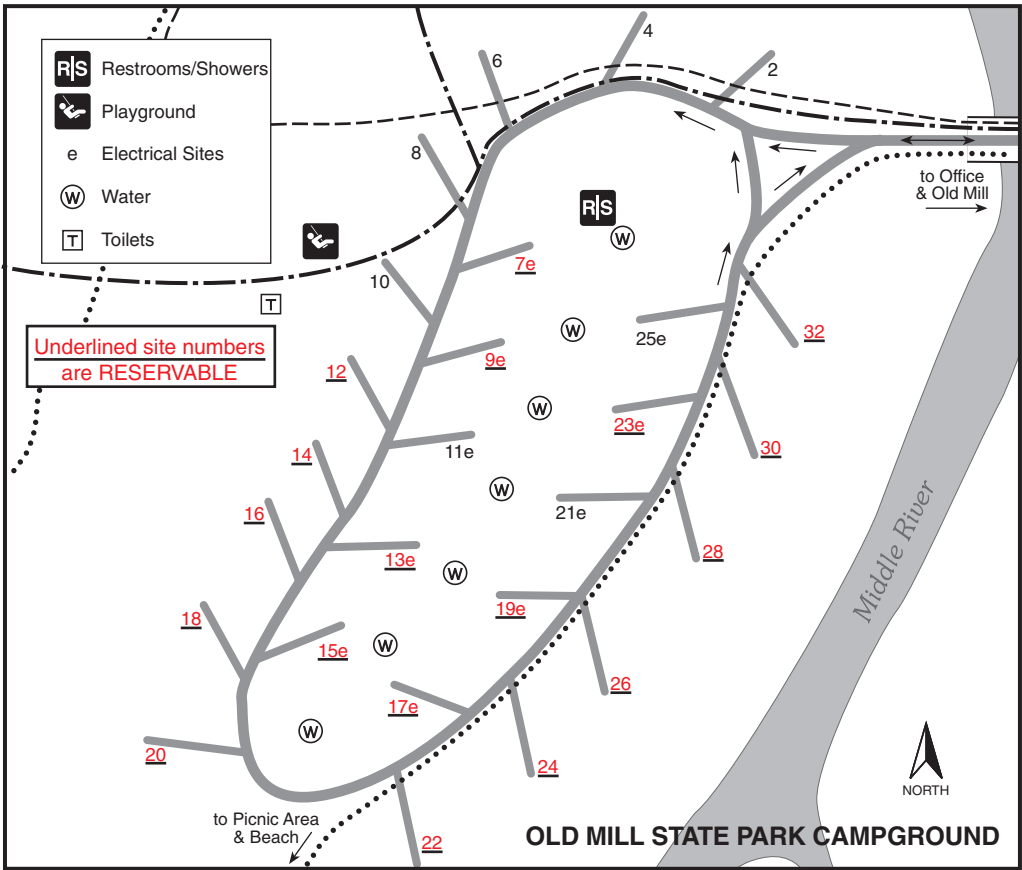 R|S Restrooms/Showers
Playground
e Electrical Sites
W Water
T Toilets
Underlined site numbers
are RESERVABLE
4
2
6
8
to Office
& Old Mill
R|S
W
7e
10
T
W
25e
32
9e
12
W
23e
11e
30
14
W
21e
16
13e
28
W
19e
18
15e
W
26
17e
W
20
24
NORTH
to Picnic Area
& Beach
22
Middle River
OLD MILL STATE PARK CAMPGROUND